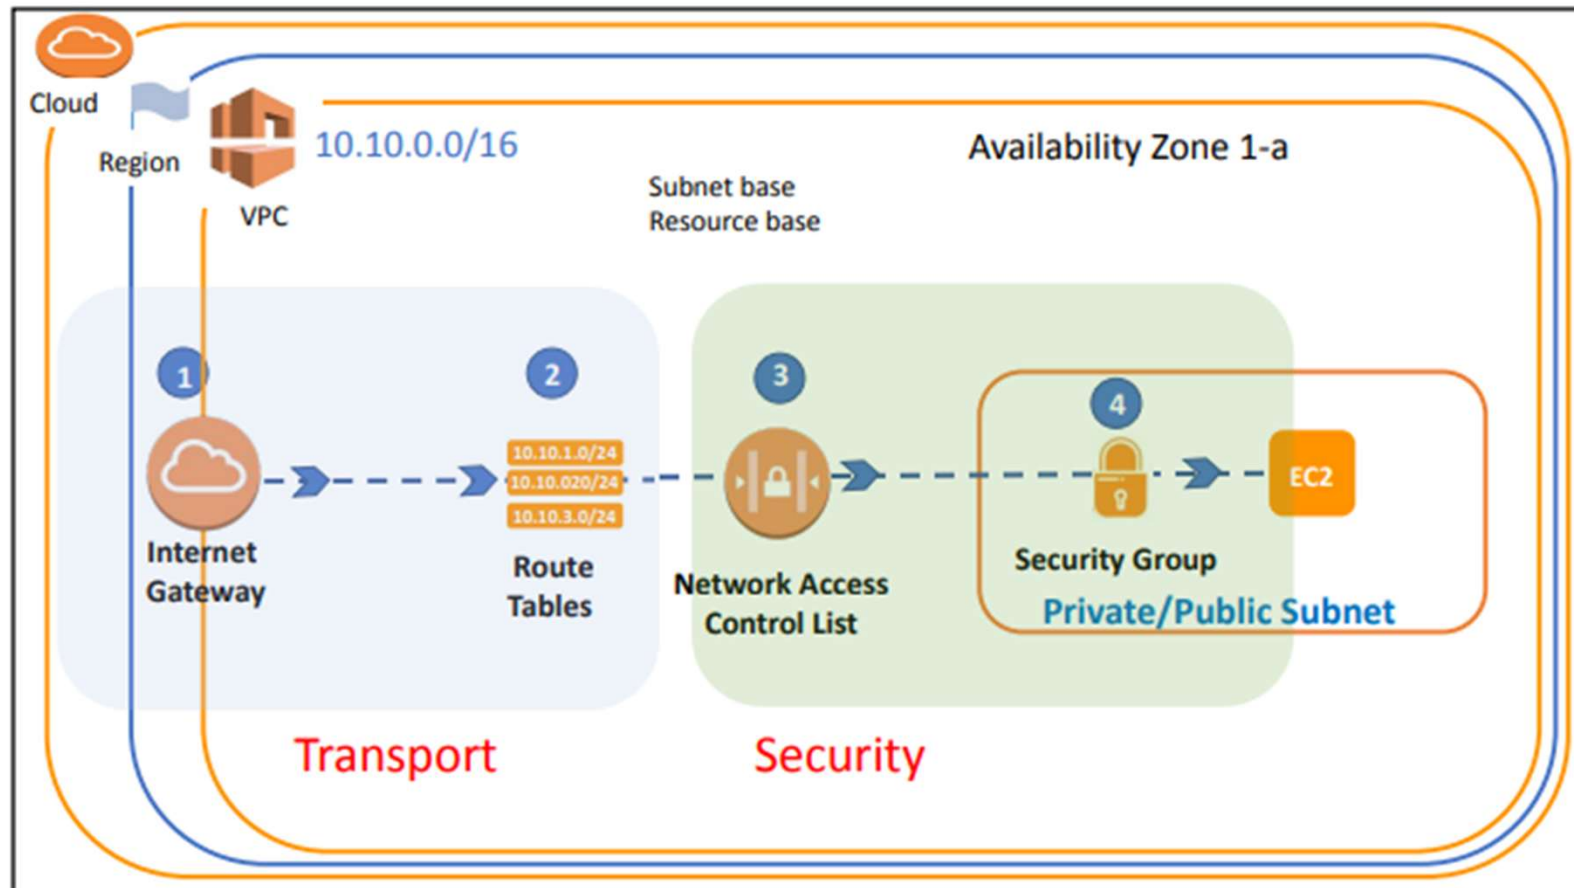 Cloud
Region
VPC
10.10.0.0/16
Availability Zone 1-a
Subnet base
Resource base
1
2
3
4
10.10.1.0/24
10.10.020/24
10.10.3.0/24
EC2
Internet
Gateway
Route
Tables
Network Access
Control List
Security Group
Private/Public Subnet
Transport
Security